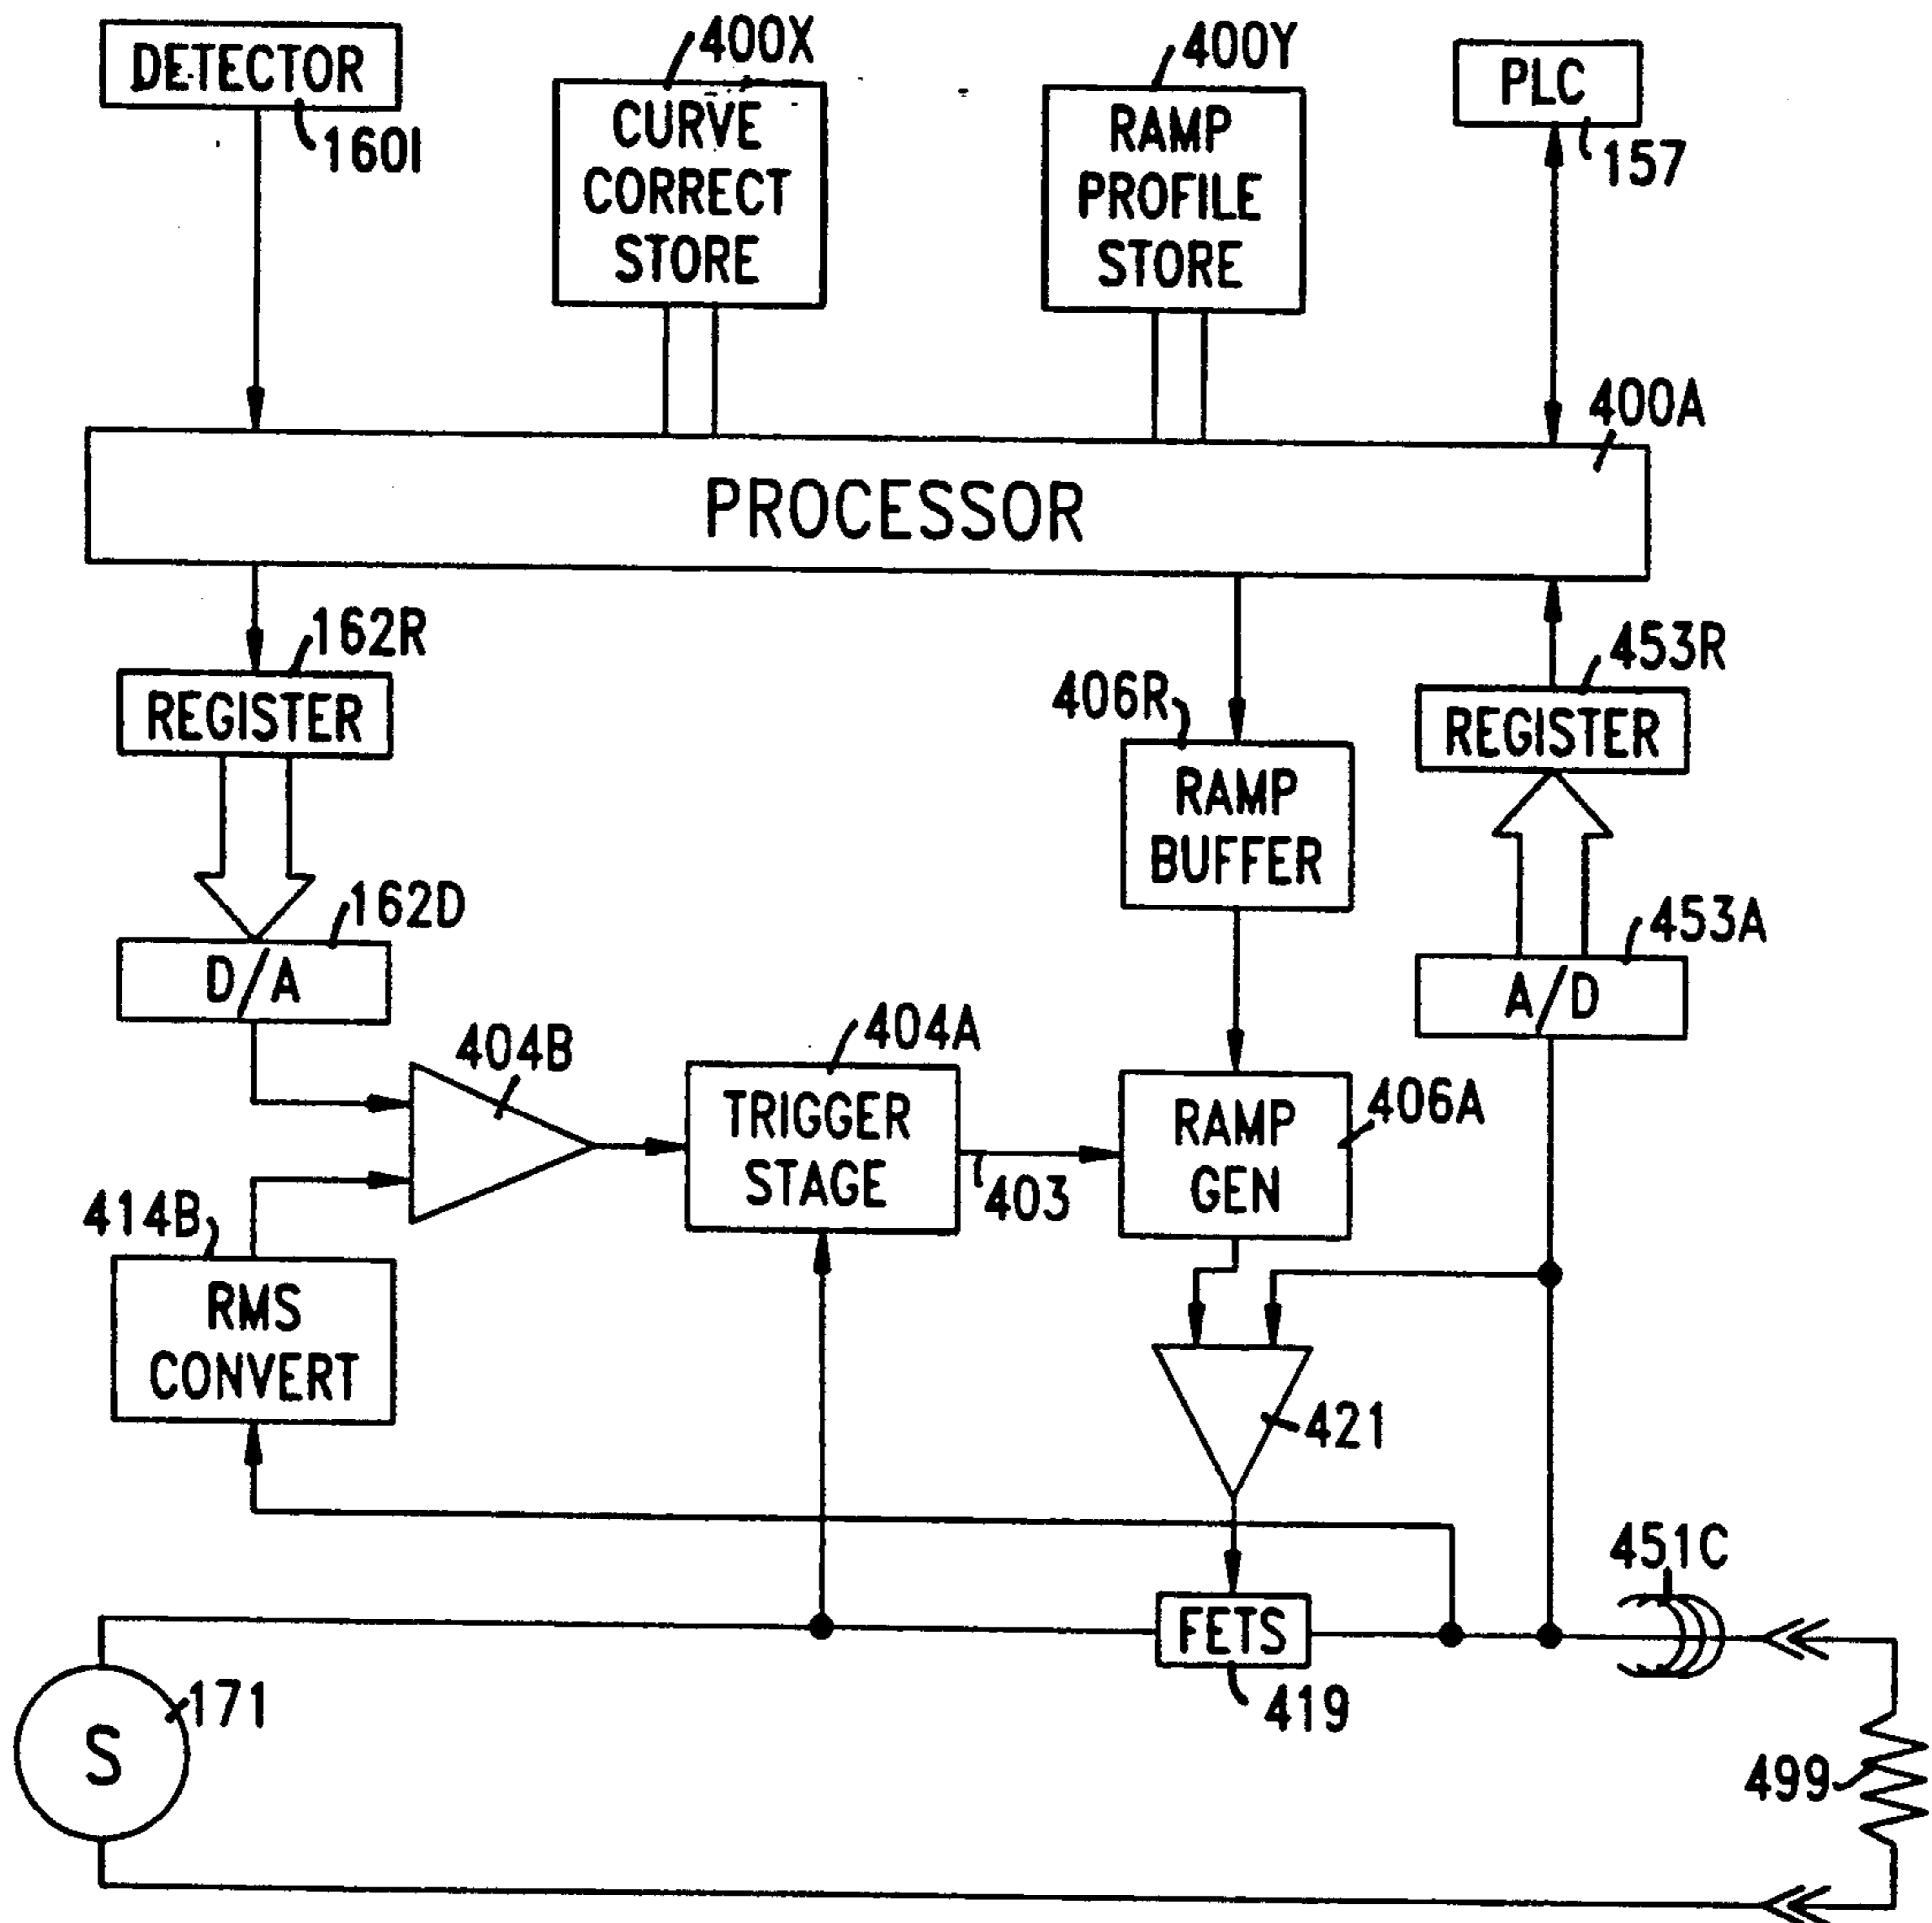 DETECTOR
160I
400X
CURVE
CORRECT
STORE
400Y
RAMP
PROFILE
STORE
PLC
157
400A
PROCESSOR
162R
REGISTER
406R
RAMP
BUFFER
453R
REGISTER
162D
D/A
453A
A/D
404B
404A
TRIGGER
STAGE
403
406A
RAMP
GEN
414B
RMS
CONVERT
421
451C
FETS
419
171
S
499